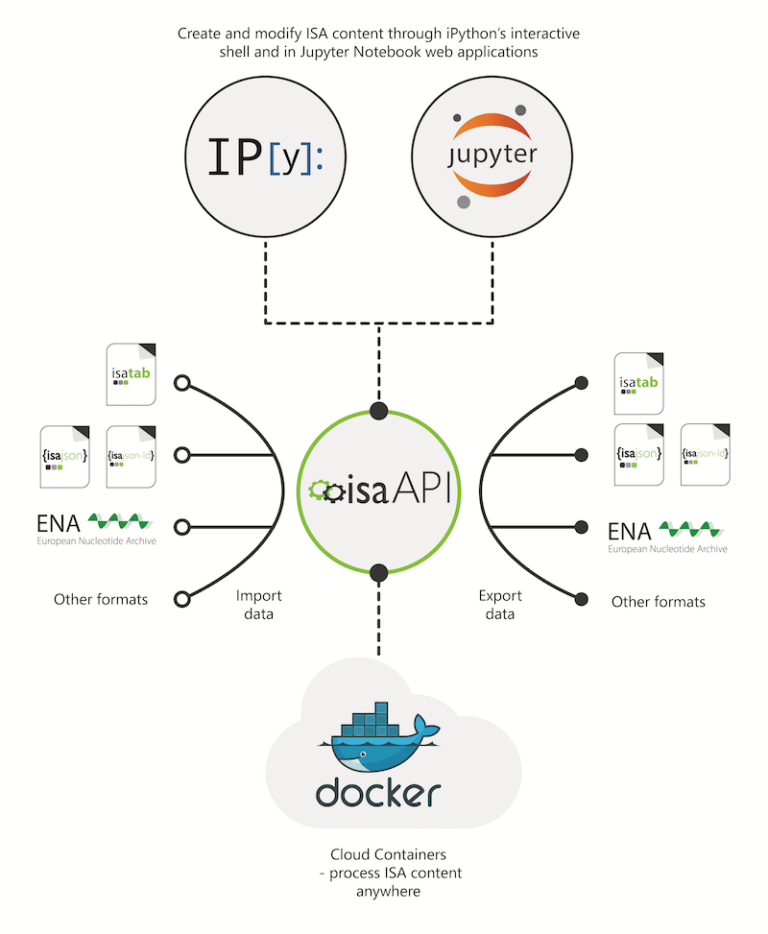 Create and modify ISA content through iPython's interactive
shell and in Jupyter Notebook web applications
IP[y]:
jupyter
isatab
{isajson}
{isajson-ld}
ENA
European Nucleotide Archive
Other formats
Import
data
isaAPI
isatab
{isajson}
{isajson-ld}
ENA
European Nucleotide Archive
Other formats
Export
data
docker
Cloud Containers
- process ISA content
anywhere